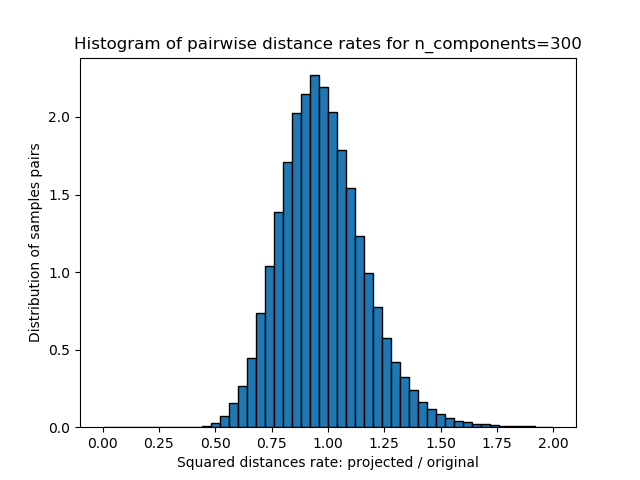 Histogram of pairwise distance rates for n_components=300
Distribution of samples pairs
2.0
1.5
1.0
0.5
0.0
0.00 0.25 0.50 0.75 1.00 1.25 1.50 1.75 2.00
Squared distances rate: projected / original